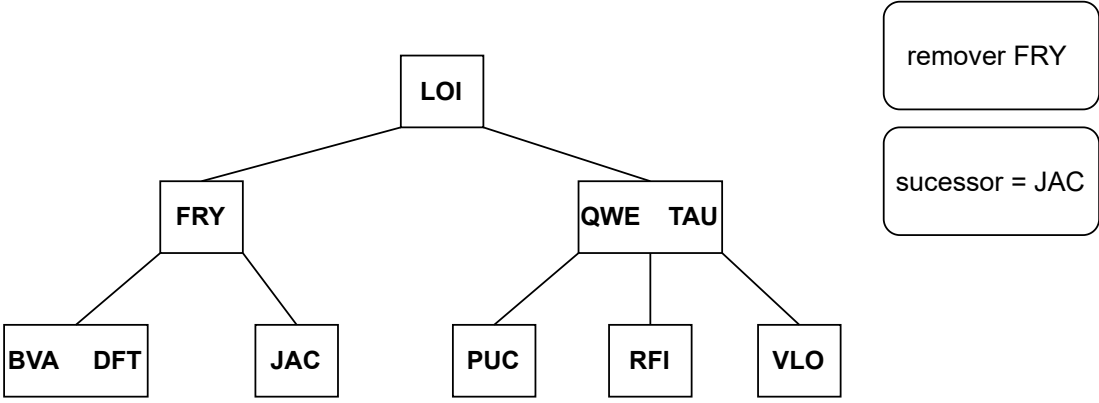 remover FRY
LOI
sucessor = JAC
FRY
QWE TAU
BVA DFT
JAC
PUC
RFI
VLO